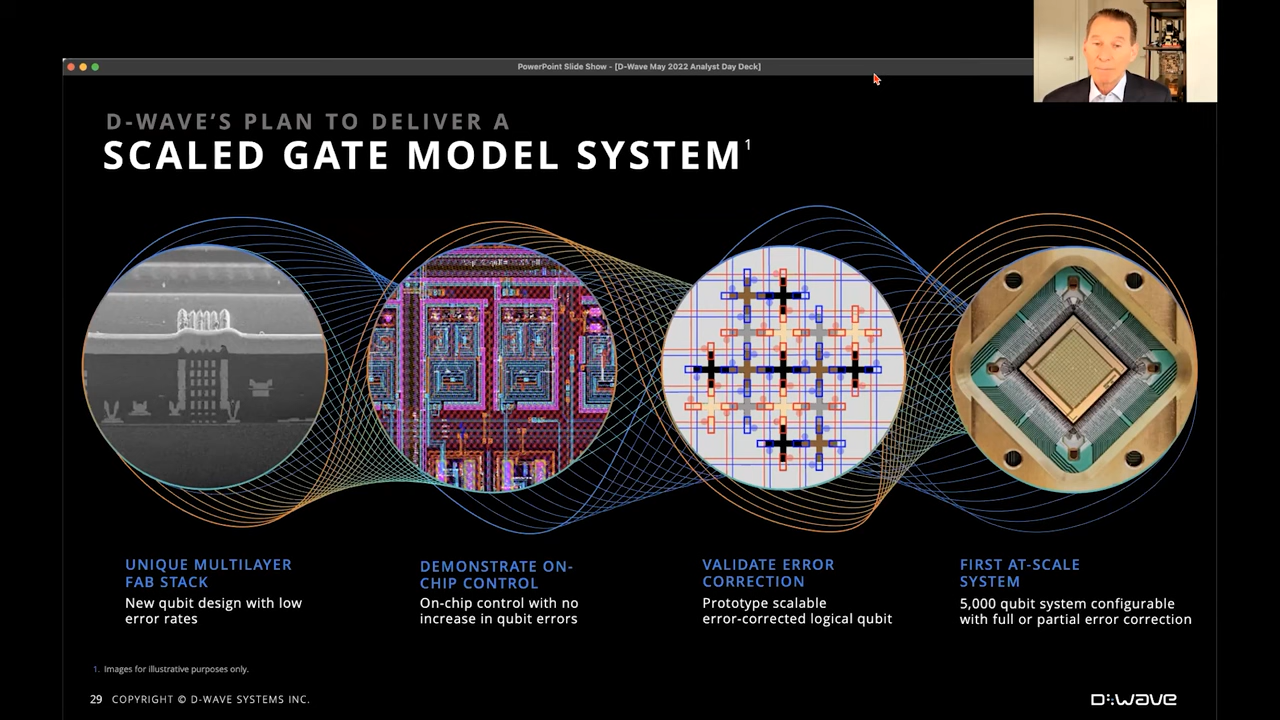 PowerPoint Slide Show - [D-Wave May 2022 Analyst Day Deck]
D-WAVE’S PLAN TO DELIVER A
SCALED GATE MODEL SYSTEM¹
UNIQUE MULTILAYER
FAB STACK
New qubit design with low
error rates
DEMONSTRATE ON-
CHIP CONTROL
On-chip control with no
increase in qubit errors
VALIDATE ERROR
CORRECTION
Prototype scalable
error-corrected logical qubit
FIRST AT-SCALE
SYSTEM
5,000 qubit system configurable
with full or partial error correction
1. Images for illustrative purposes only.
29 COPYRIGHT © D-WAVE SYSTEMS INC.
D:wave